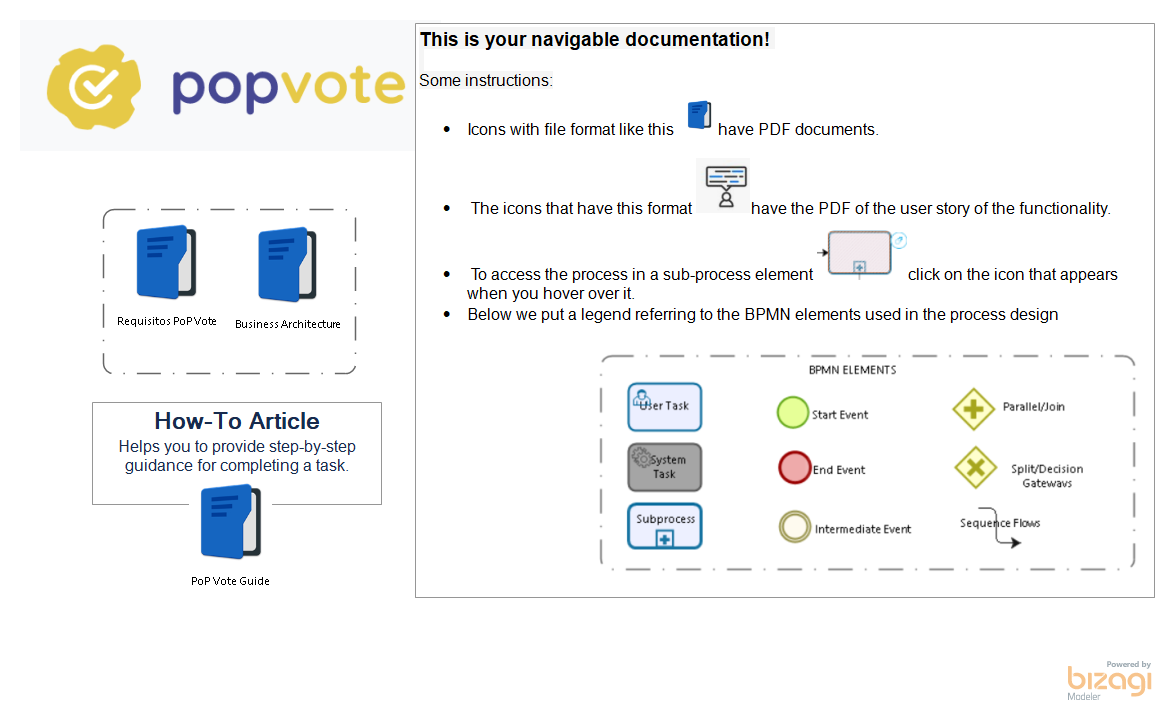 popvote
This is your navigable documentation!
Some instructions:
• Icons with file format like this have PDF documents.
• The icons that have this format have the PDF of the user story of the functionality.
• To access the process in a sub-process element click on the icon that appears
when you hover over it.
• Below we put a legend referring to the BPMN elements used in the process design
Requisitos PoP Vote
Business Architecture
How-To Article
Helps you to provide step-by-step
guidance for completing a task.
PoP Vote Guide
BPMN ELEMENTS
User Task
Start Event
Parallel/Join
System
Task
End Event
Split/Decision
Gateways
Subprocess
Intermediate Event
Sequence Flows
Powered by
bizagi
Modeler